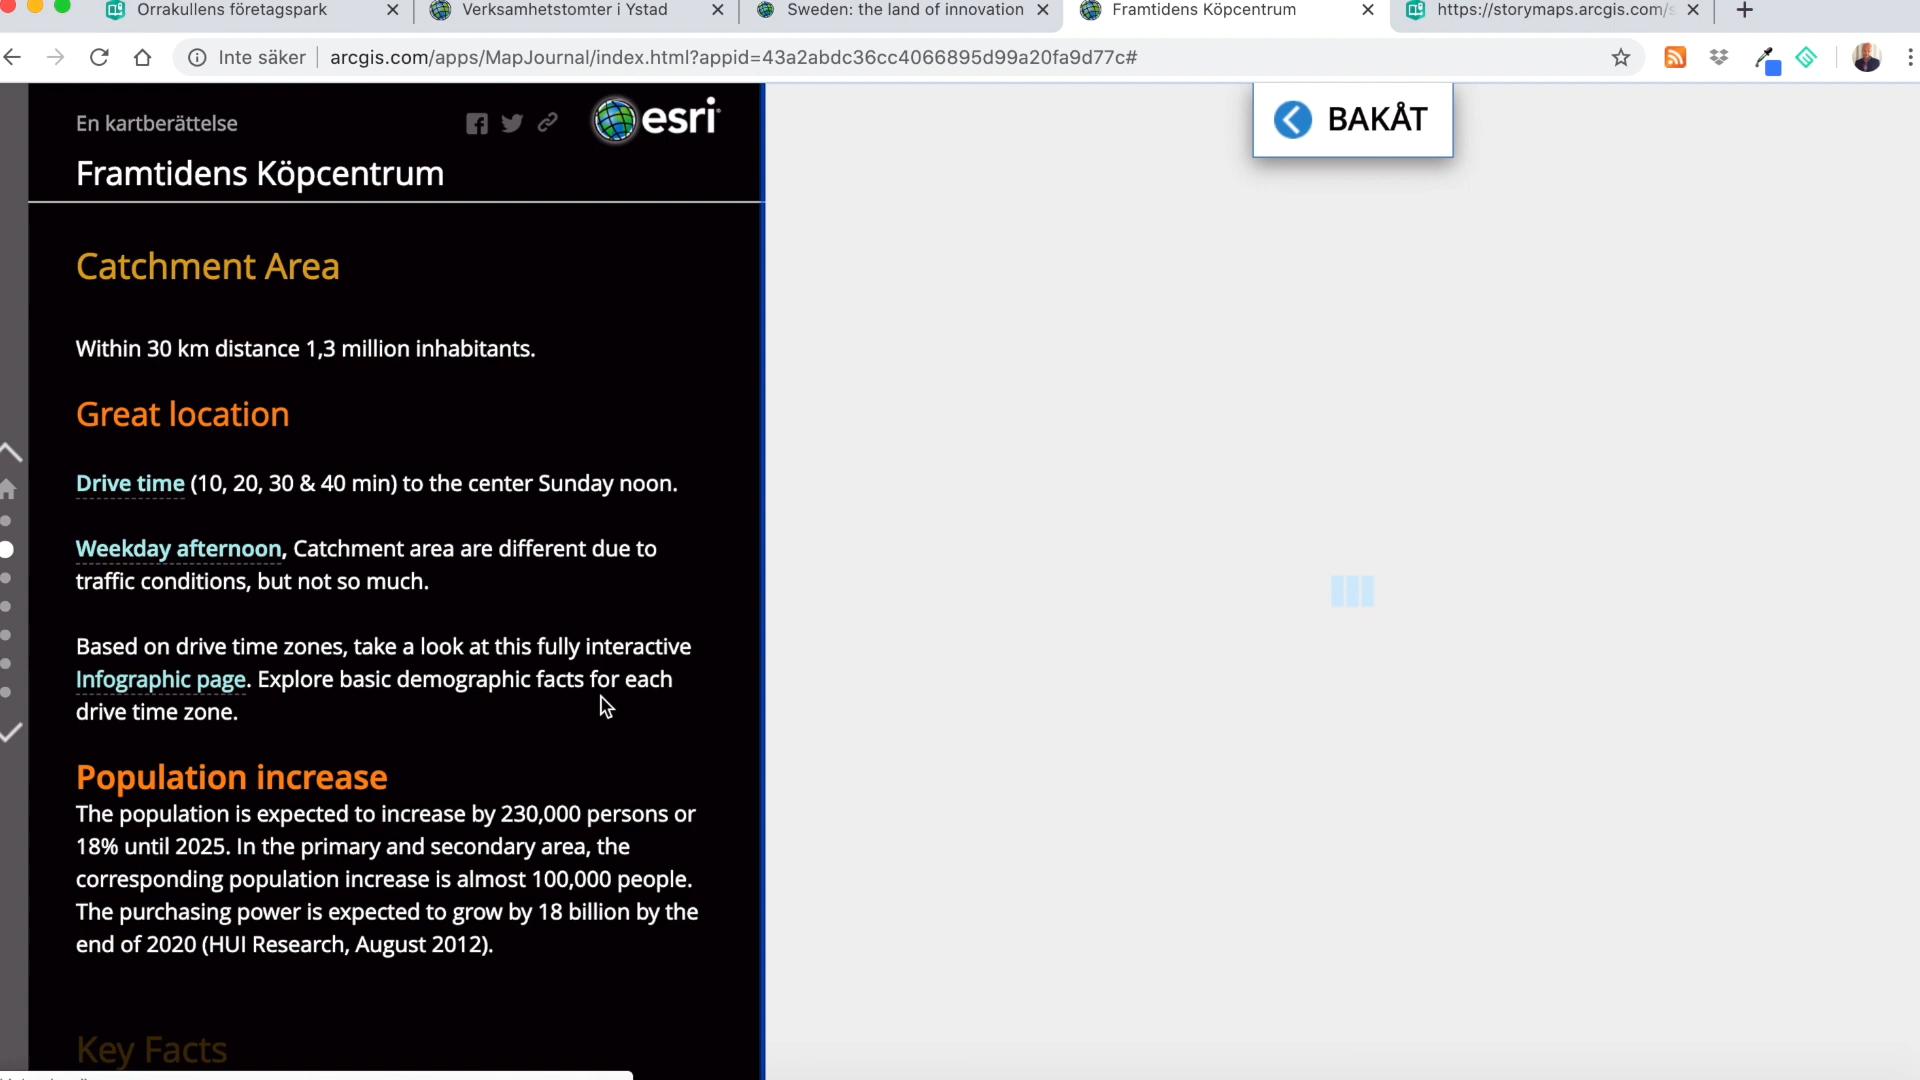 Orrakullens företagspark
Verksamhetstomter i Ystad
Sweden: the land of innovation
Framtidens Köpcentrum
https://storymaps.arcgis.com/s
Inte säker
arcgis.com/apps/MapJournal/index.html?appid=43a2abdc36cc4066895d99a20fa9d77c#
En kartberättelse
esri
Framtidens Köpcentrum
BAKÅT
Catchment Area
Within 30 km distance 1,3 million inhabitants.
Great location
Drive time (10, 20, 30 & 40 min) to the center Sunday noon.
Weekday afternoon, Catchment area are different due to
traffic conditions, but not so much.
Based on drive time zones, take a look at this fully interactive
Infographic page. Explore basic demographic facts for each
drive time zone.
Population increase
The population is expected to increase by 230,000 persons or
18% until 2025. In the primary and secondary area, the
corresponding population increase is almost 100,000 people.
The purchasing power is expected to grow by 18 billion by the
end of 2020 (HUI Research, August 2012).
Key Facts